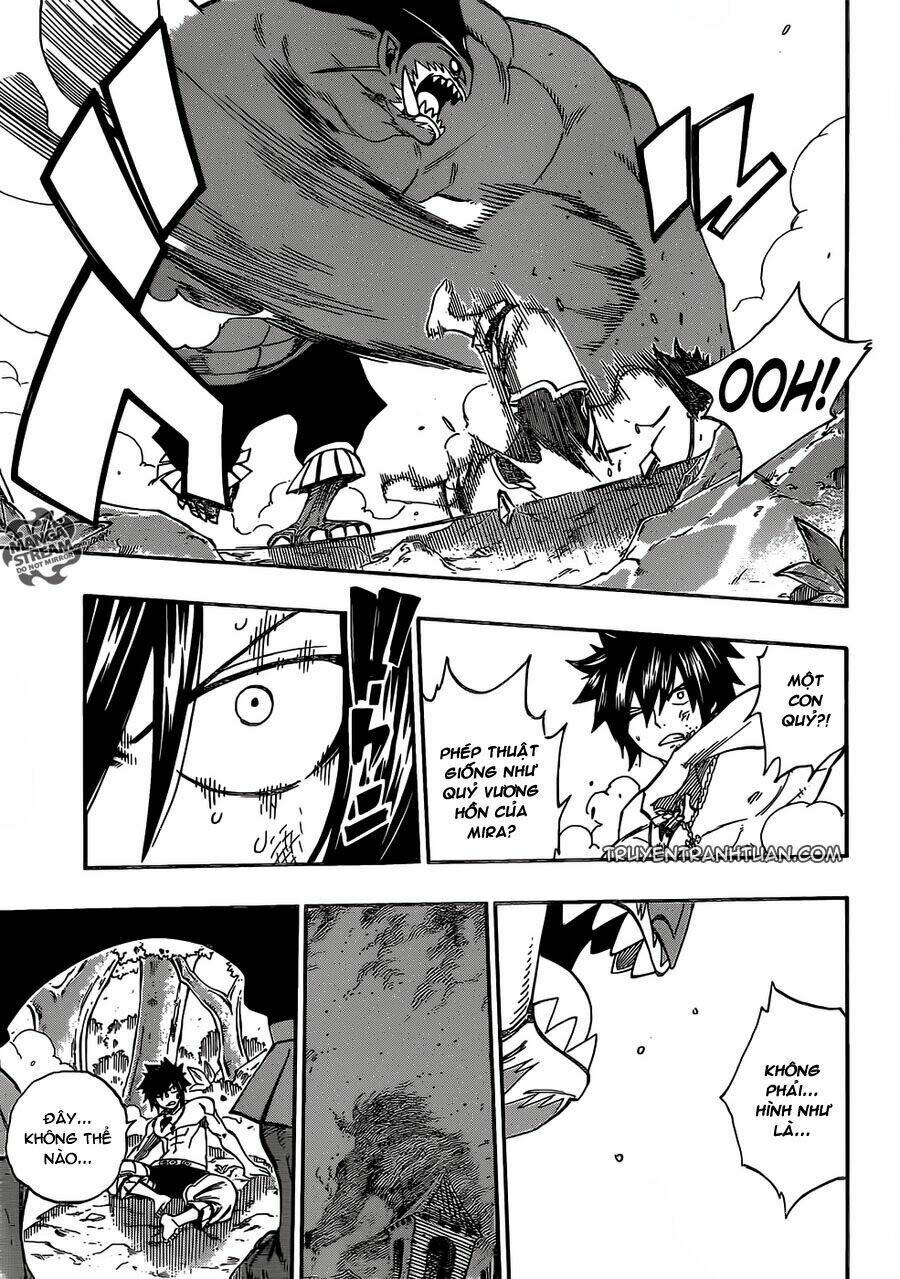 OOH!
MANGA
STREAM
DO NOT MIRROR
MỘT
CON
QUỶ?!
PHÉP THUẬT
GIỐNG NHƯ
QUỶ VƯƠNG
HỒN CỦA
MIRA?
TRUYENTRANHTUAN.COM
KHÔNG
PHẢI...
HÌNH NHƯ
LÀ...
ĐÂY...
KHÔNG THỂ
NÀO...